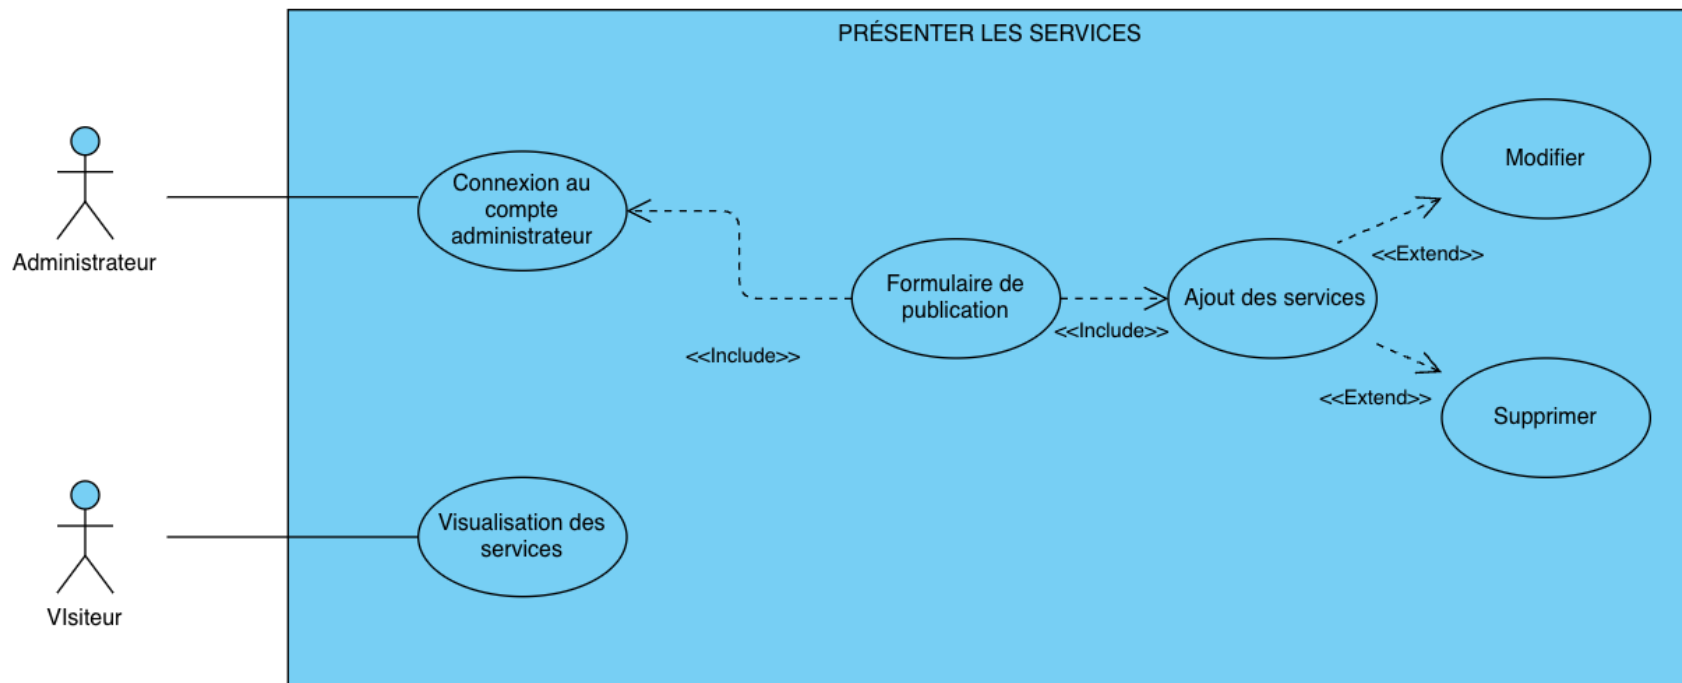 PRÉSENTER LES SERVICES
Modifier
Connexion au
compte
administrateur
Administrateur
<<Extend>>
Formulaire de
publication
Ajout des services
<<Include>>
<<Include>>
<<Extend>>
Supprimer
Visualisation des
services
VIsiteur